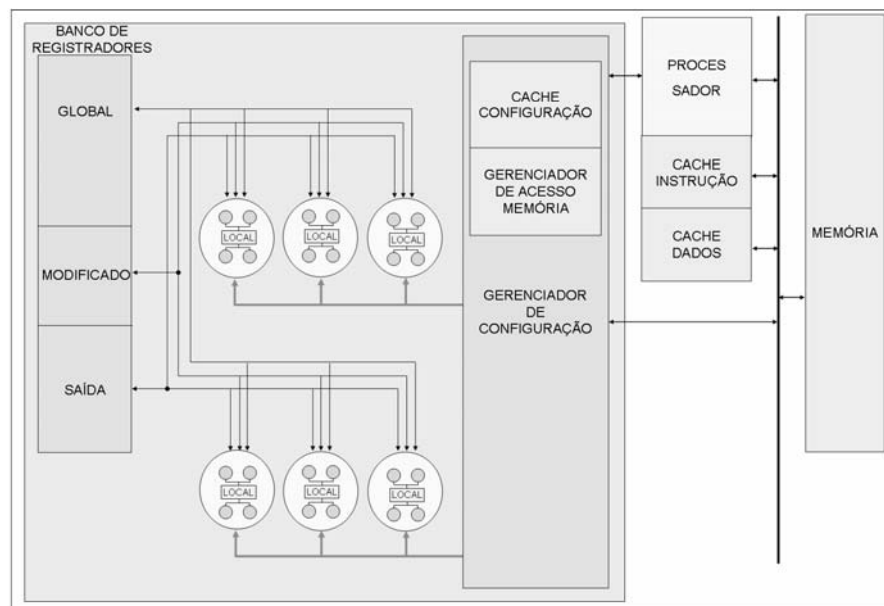 BANCO DE
REGISTRADORES
GLOBAL
MODIFICADO
SAÍDA
LOCAL
LOCAL
LOCAL
LOCAL
LOCAL
LOCAL
CACHE
CONFIGURAÇÃO
GERENCIADOR
DE ACESSO
MEMÓRIA
GERENCIADOR
DE
CONFIGURAÇÃO
PROCES
SADOR
CACHE
INSTRUÇÃO
CACHE
DADOS
MEMÓRIA